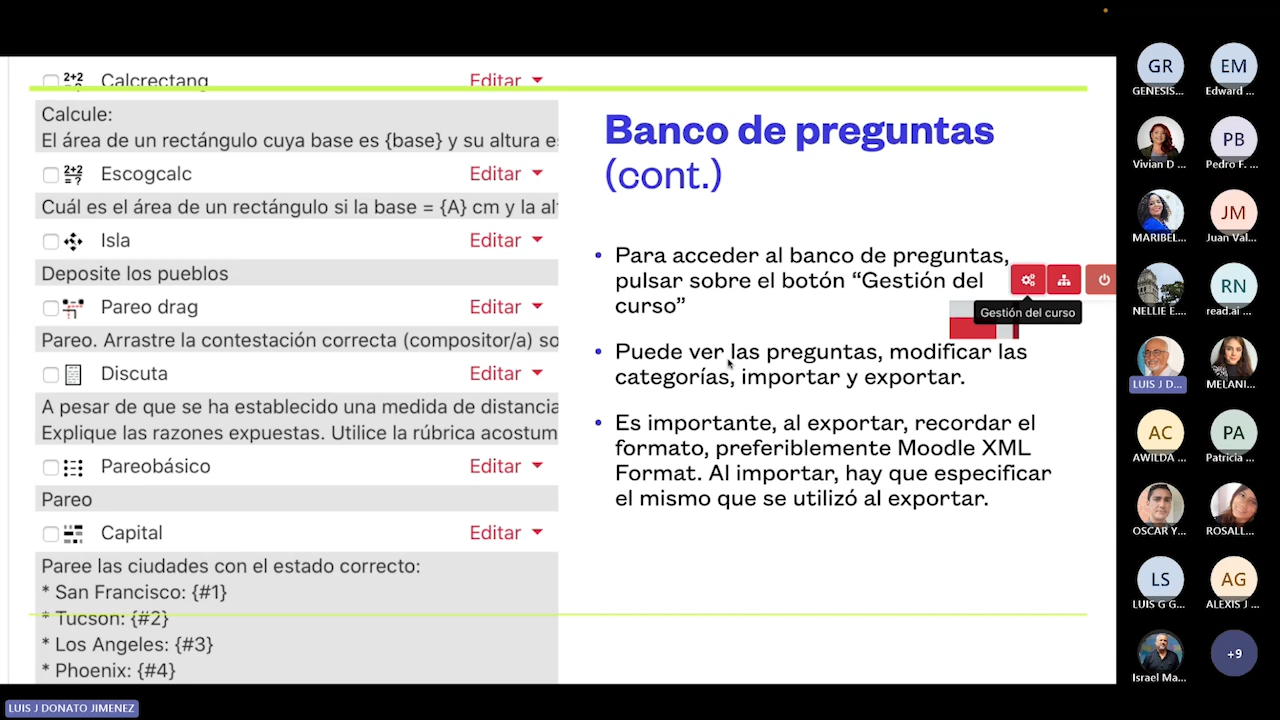 Calcrectang
Editar
Calcule:
El área de un rectángulo cuya base es {base} y su altura es
Escogcalc
Editar
Cuál es el área de un rectángulo si la base = {A} cm y la al
Isla
Editar
Deposite los pueblos
Pareo drag
Editar
Pareo. Arrastre la contestación correcta (compositor/a) so
Discuta
Editar
A pesar de que se ha establecido una medida de distancia
Explique las razones expuestas. Utilice la rúbrica acostum
Pareobásico
Editar
Pareo
Capital
Editar
Paree las ciudades con el estado correcto:
* San Francisco: {#1}
* Tucson: {#2}
* Los Angeles: {#3}
* Phoenix: {#4}
Banco de preguntas
(cont.)
• Para acceder al banco de preguntas,
pulsar sobre el botón “Gestión del
curso”
Gestión del curso
• Puede ver las preguntas, modificar las
categorías, importar y exportar.
• Es importante, al exportar, recordar el
formato, preferiblemente Moodle XML
Format. Al importar, hay que especificar
el mismo que se utilizó al exportar.
GR
EM
GENESIS...
Edward ...
PB
Vivian D ...
Pedro F. ...
JM
MARIBEL...
Juan Val...
RN
NELLIE E....
read.ai ...
LUIS J D...
MELANI...
AC
PA
AWILDA ...
Patricia ...
OSCAR Y...
ROSALL...
LS
AG
LUIS G G...
ALEXIS J ...
+9
Israel Ma...
LUIS J DONATO JIMENEZ